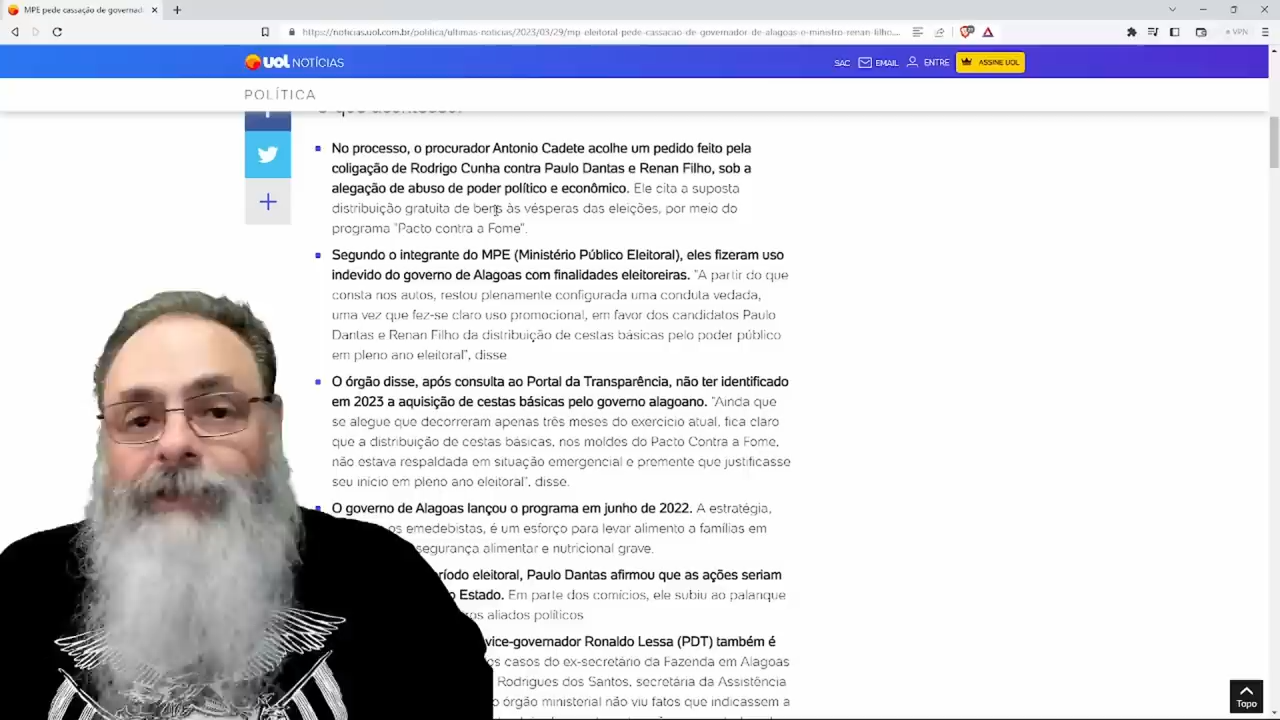 MPE pede cassação de governad
https://noticias.uol.com.br/politica/ultimas-noticias/2023/03/29/mp-eleitoral-pede-cassacao-de-governador-de-alagoas-e-ministro-renan-filho....
VPN
UOL NOTÍCIAS
SAC EMAIL ENTRE ASSINE UOL
POLÍTICA
O que aconteceu?
No processo, o procurador Antonio Cadete acolhe um pedido feito pela
coligação de Rodrigo Cunha contra Paulo Dantas e Renan Filho, sob a
alegação de abuso de poder político e econômico. Ele cita a suposta
distribuição gratuita de bens às vésperas das eleições, por meio do
programa "Pacto contra a Fome".
Segundo o integrante do MPE (Ministério Público Eleitoral), eles fizeram uso
indevido do governo de Alagoas com finalidades eleitoreiras. "A partir do que
consta nos autos, restou plenamente configurada uma conduta vedada,
uma vez que fez-se claro uso promocional, em favor dos candidatos Paulo
Dantas e Renan Filho da distribuição de cestas básicas pelo poder público
em pleno ano eleitoral", disse
O órgão disse, após consulta ao Portal da Transparência, não ter identificado
em 2023 a aquisição de cestas básicas pelo governo alagoano. "Ainda que
se alegue que decorreram apenas três meses do exercício atual, fica claro
que a distribuição de cestas básicas, nos moldes do Pacto Contra a Fome,
não estava respaldada em situação emergencial e premente que justificasse
seu início em pleno ano eleitoral", disse.
O governo de Alagoas lançou o programa em junho de 2022. A estratégia,
os emedebistas, é um esforço para levar alimento a famílias em
segurança alimentar e nutricional grave.
ríodo eleitoral, Paulo Dantas afirmou que as ações seriam
o Estado. Em parte dos comícios, ele subiu ao palanque
ros aliados políticos
vice-governador Ronaldo Lessa (PDT) também é
os casos do ex-secretário da Fazenda em Alagoas
Rodrigues dos Santos, secretária da Assistência
o órgão ministerial não viu fatos que indicassem a
Topo